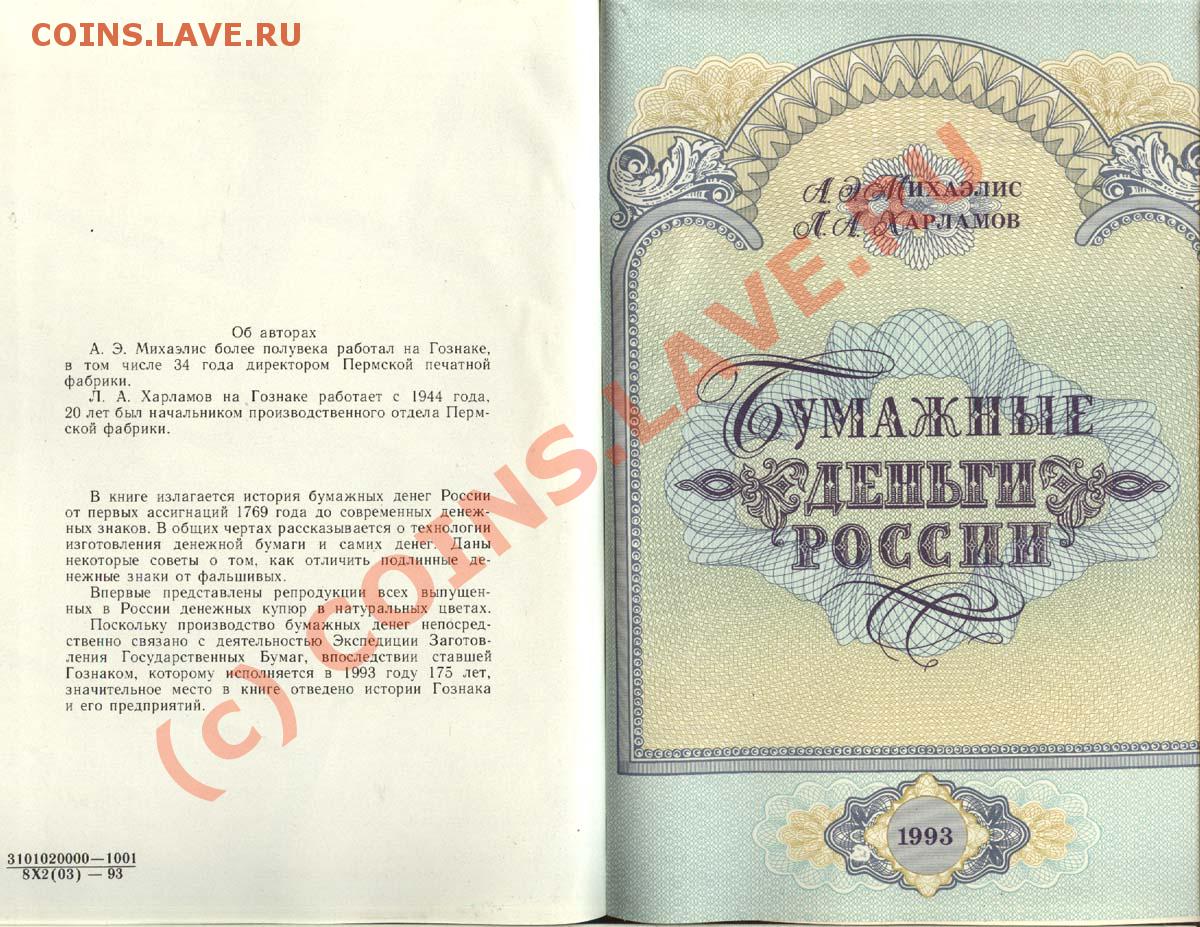 COINS.LAVE.RU
Об авторах
А. Э. Михаэлис более полувека работал на Гознаке,
в том числе 34 года директором Пермской печатной
фабрики.
Л. А. Харламов на Гознаке работает с 1944 года,
20 лет был начальником производственного отдела Перм-
ской фабрики.
В книге излагается история бумажных денег России
от первых ассигнаций 1769 года до современных денеж-
ных знаков. В общих чертах рассказывается о технологии
изготовления денежной бумаги и самих денег. Даны
некоторые советы о том, как отличить подлинные де-
нежные знаки от фальшивых.
Впервые представлены репродукции всех выпущен-
ных в России денежных купюр в натуральных цветах.
Поскольку производство бумажных денег непосред-
ственно связано с деятельностью Экспедиции Заготов-
ления Государственных Бумаг, впоследствии ставшей
Гознаком, которому исполняется в 1993 году 175 лет,
значительное место в книге отведено истории Гознака
и его предприятий.
3101020000—1001
8Х2(03) — 93
А. Э. МИХАЭЛИС
Л. А. ХАРЛАМОВ
БУМАЖНЫЕ
ДЕНЬГИ
РОССИИ
1993
(c) COINS.LAVE.RU